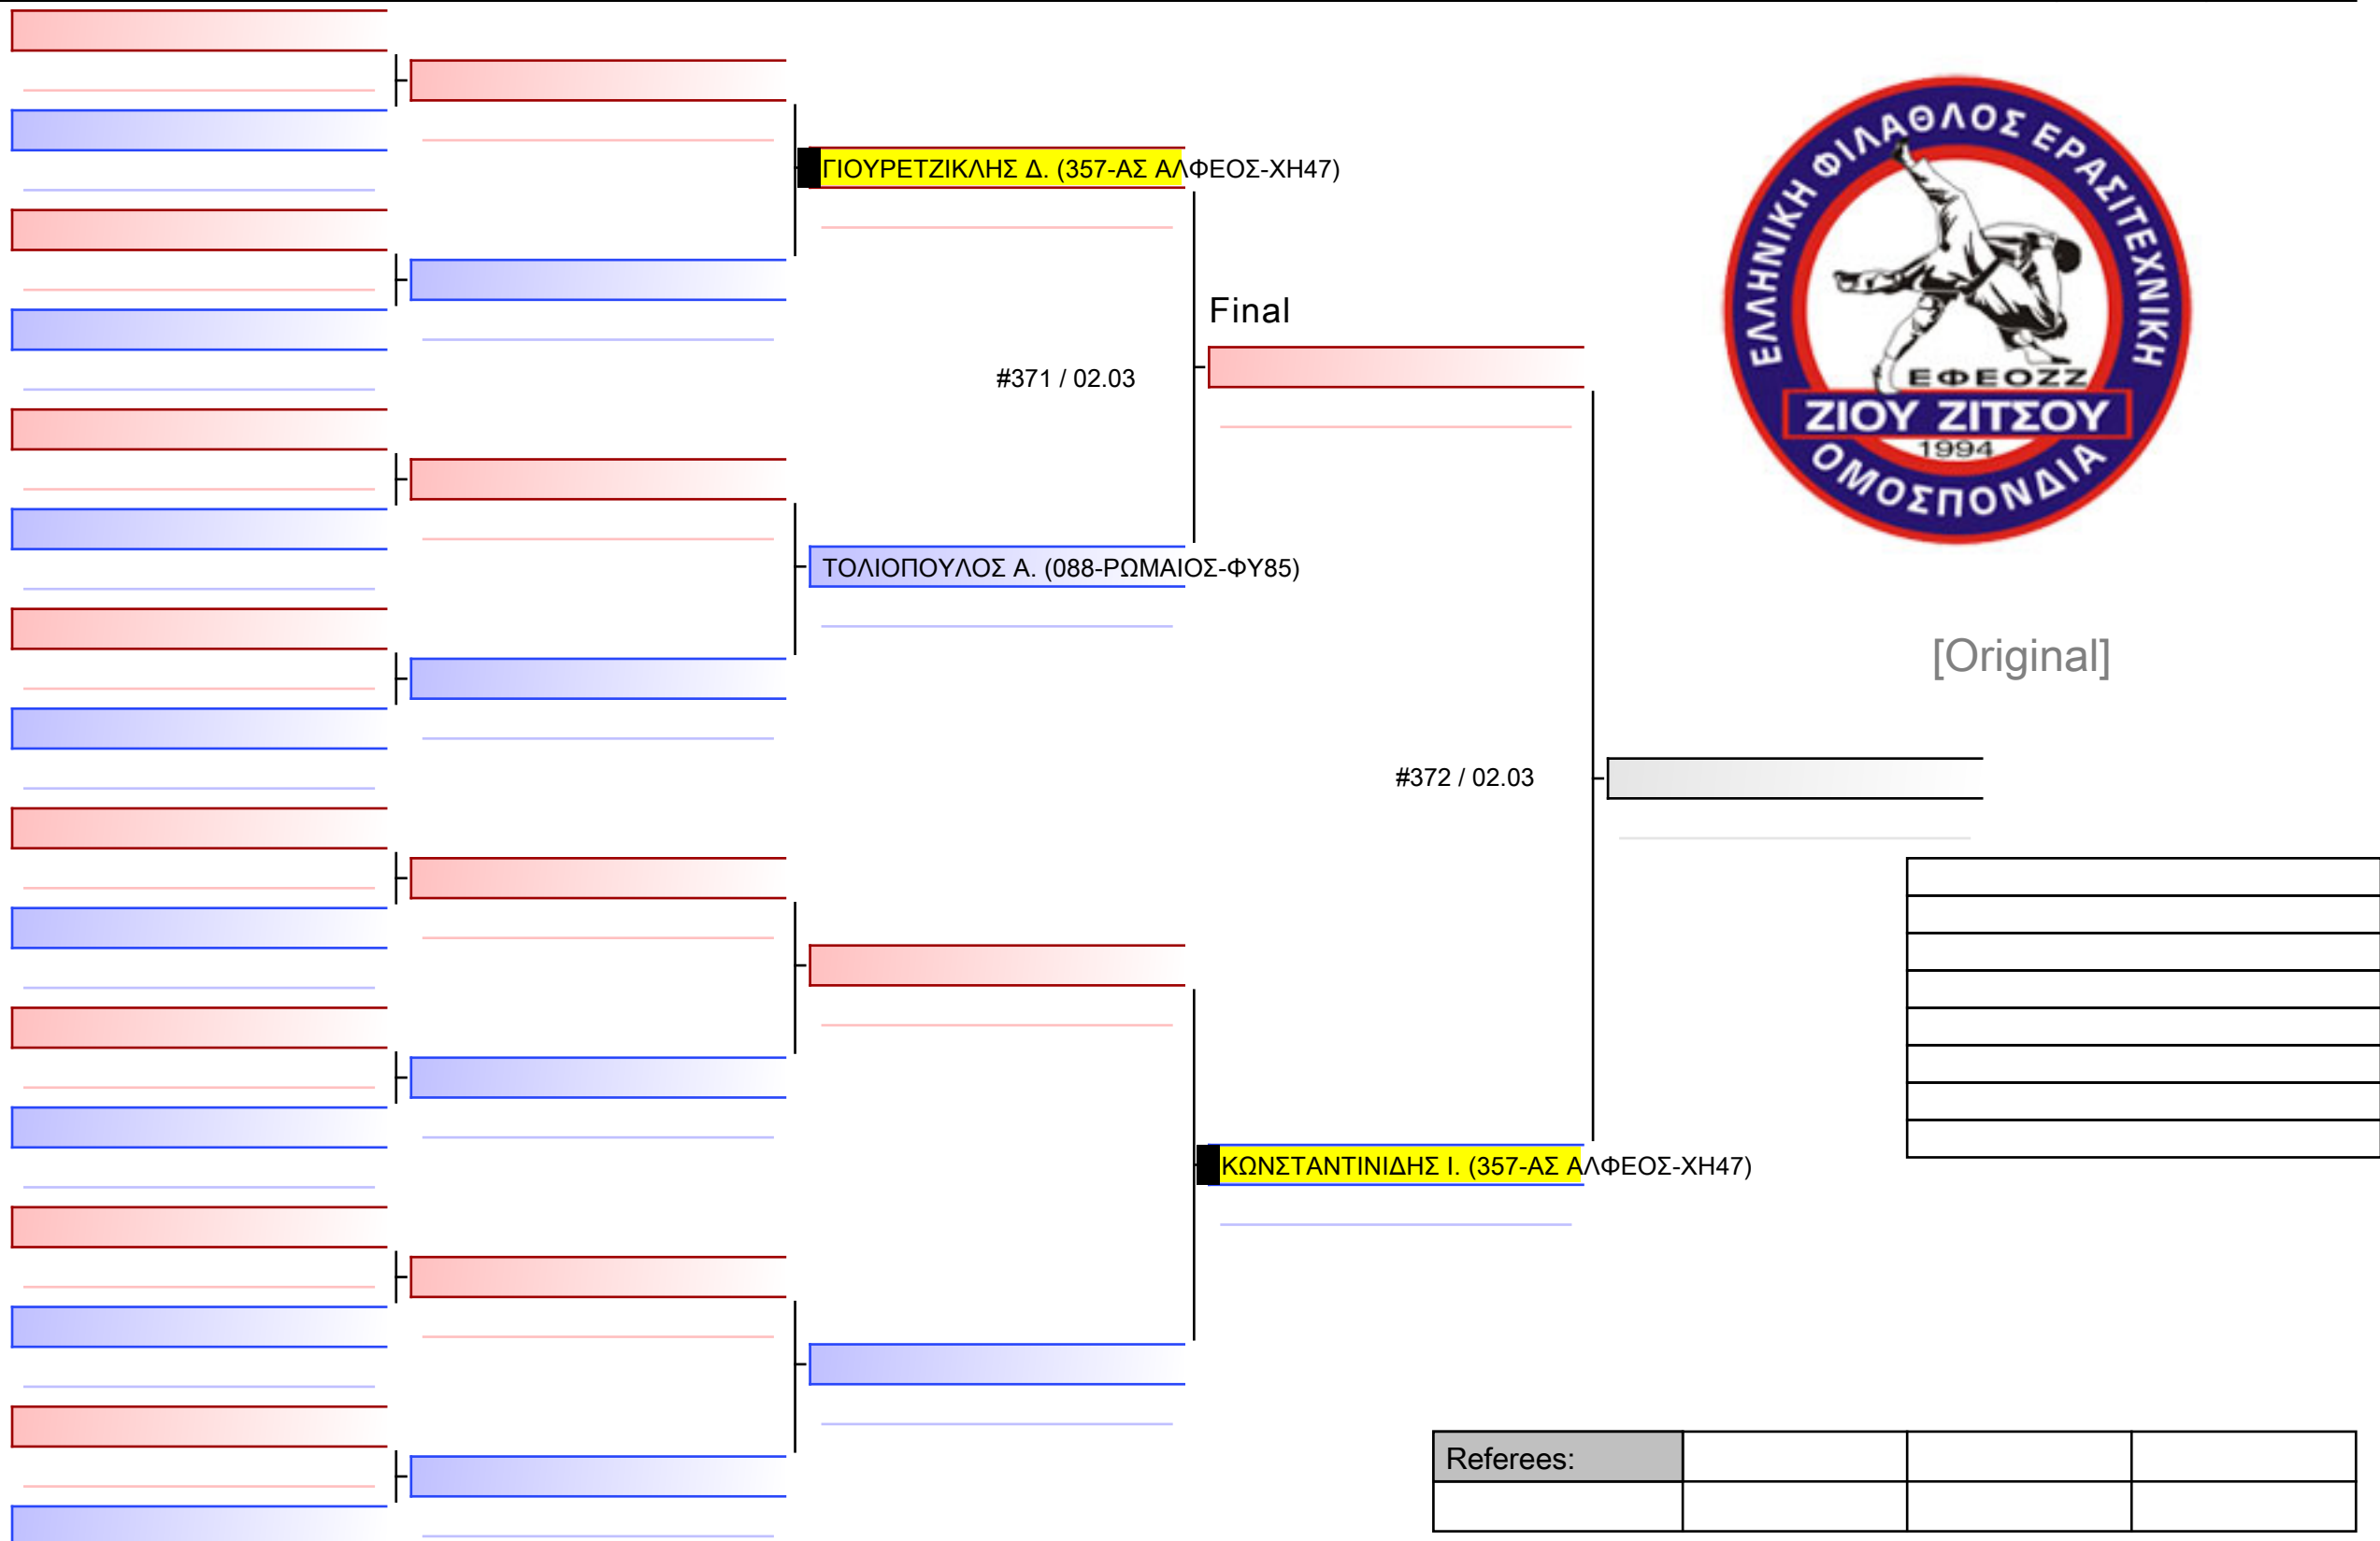 ΓΙΟΥΡΕΤΖΙΚΛΗΣ Δ. (357-ΑΣ ΑΛΦΕΟΣ-ΧΗ47)
Final
#371 / 02.03
ΤΟΛΙΟΠΟΥΛΟΣ Α. (088-ΡΩΜΑΙΟΣ-ΦΥ85)
ΕΛΛΗΝΙΚΗ ΦΙΛΑΘΛΟΣ ΕΡΑΣΙΤΕΧΝΙΚΗ
ΕΦΕΟΖΖ
ΖΙΟΥ ΖΙΤΣΟΥ
1994
ΟΜΟΣΠΟΝΔΙΑ
[Original]
#372 / 02.03
ΚΩΝΣΤΑΝΤΙΝΙΔΗΣ Ι. (357-ΑΣ ΑΛΦΕΟΣ-ΧΗ47)
Referees: